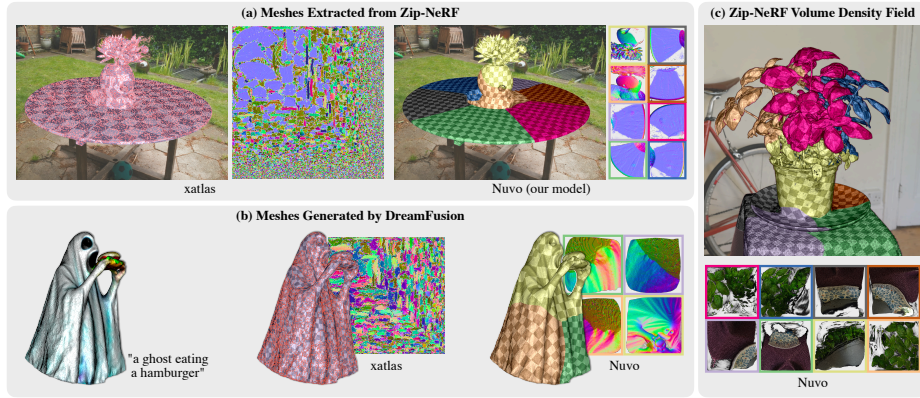 (a) Meshes Extracted from Zip-NeRF
xatlas
Nuvo (our model)
(b) Meshes Generated by DreamFusion
"a ghost eating
a hamburger"
xatlas
Nuvo
(c) Zip-NeRF Volume Density Field
Nuvo